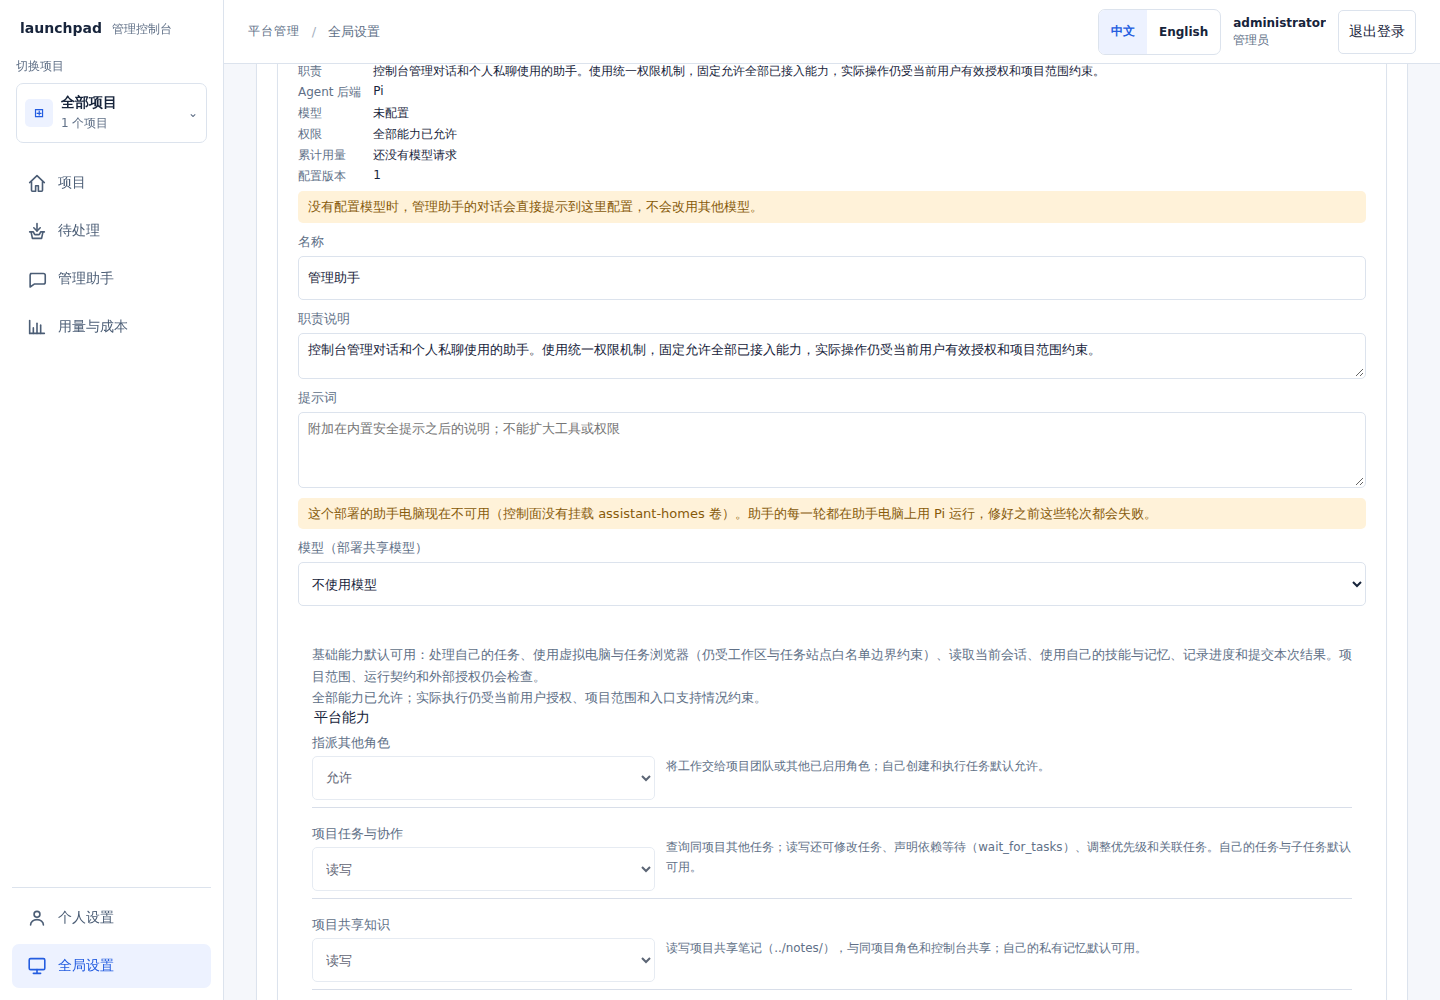 launchpad 管理控制台
切换项目
全部项目
1 个项目
项目
待处理
管理助手
用量与成本
个人设置
全局设置
平台管理 / 全局设置
中文 English
administrator
管理员
退出登录
职责 控制台管理对话和个人私聊使用的助手。使用统一权限机制，固定允许全部已接入能力，实际操作仍受当前用户有效授权和项目范围约束。
Agent 后端 Pi
模型 未配置
权限 全部能力已允许
累计用量 还没有模型请求
配置版本 1
没有配置模型时，管理助手的对话会直接提示到这里配置，不会改用其他模型。
名称
管理助手
职责说明
控制台管理对话和个人私聊使用的助手。使用统一权限机制，固定允许全部已接入能力，实际操作仍受当前用户有效授权和项目范围约束。
提示词
附加在内置安全提示之后的说明；不能扩大工具或权限
这个部署的助手电脑现在不可用（控制面没有挂载 assistant-homes 卷）。助手的每一轮都在助手电脑上用 Pi 运行，修好之前这些轮次都会失败。
模型（部署共享模型）
不使用模型
基础能力默认可用：处理自己的任务、使用虚拟电脑与任务浏览器（仍受工作区与任务站点白名单边界约束）、读取当前会话、使用自己的技能与记忆、记录进度和提交本次结果。项
目范围、运行契约和外部授权仍会检查。
全部能力已允许；实际执行仍受当前用户授权、项目范围和入口支持情况约束。
平台能力
指派其他角色
允许
将工作交给项目团队或其他已启用角色；自己创建和执行任务默认允许。
项目任务与协作
读写
查询同项目其他任务；读写还可修改任务、声明依赖等待（wait_for_tasks）、调整优先级和关联任务。自己的任务与子任务默认
可用。
项目共享知识
读写
读写项目共享笔记（../notes/），与同项目角色和控制台共享；自己的私有记忆默认可用。